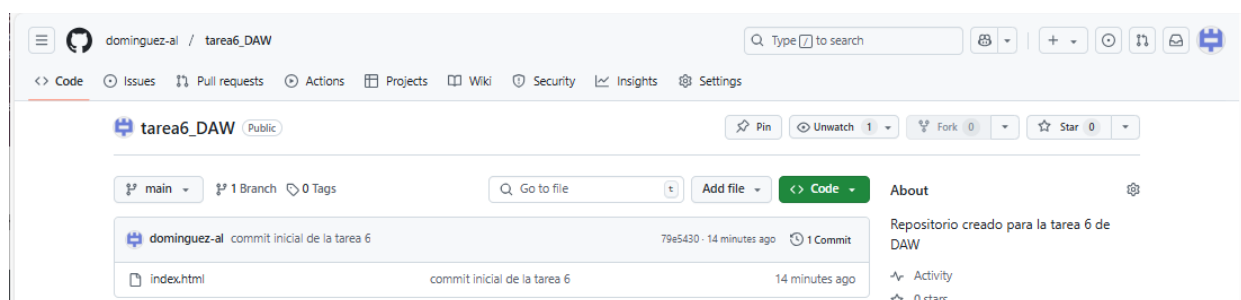 dominguez-al / tarea6_DAW
Type / to search
<> Code Issues Pull requests Actions Projects Wiki Security Insights Settings
tarea6_DAW Public
Pin Unwatch 1 Fork 0 Star 0
main 1 Branch 0 Tags Go to file t Add file <> Code
About
dominguez-al commit inicial de la tarea 6 79e5430 · 14 minutes ago 1 Commit
Repositorio creado para la tarea 6 de
DAW
index.html commit inicial de la tarea 6 14 minutes ago
Activity
0 stars